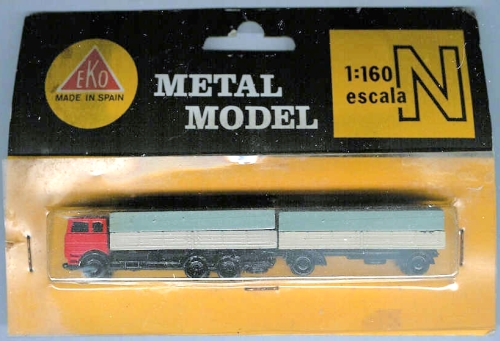 EKO
MADE IN SPAIN
METAL
MODEL
1:160
escala
N